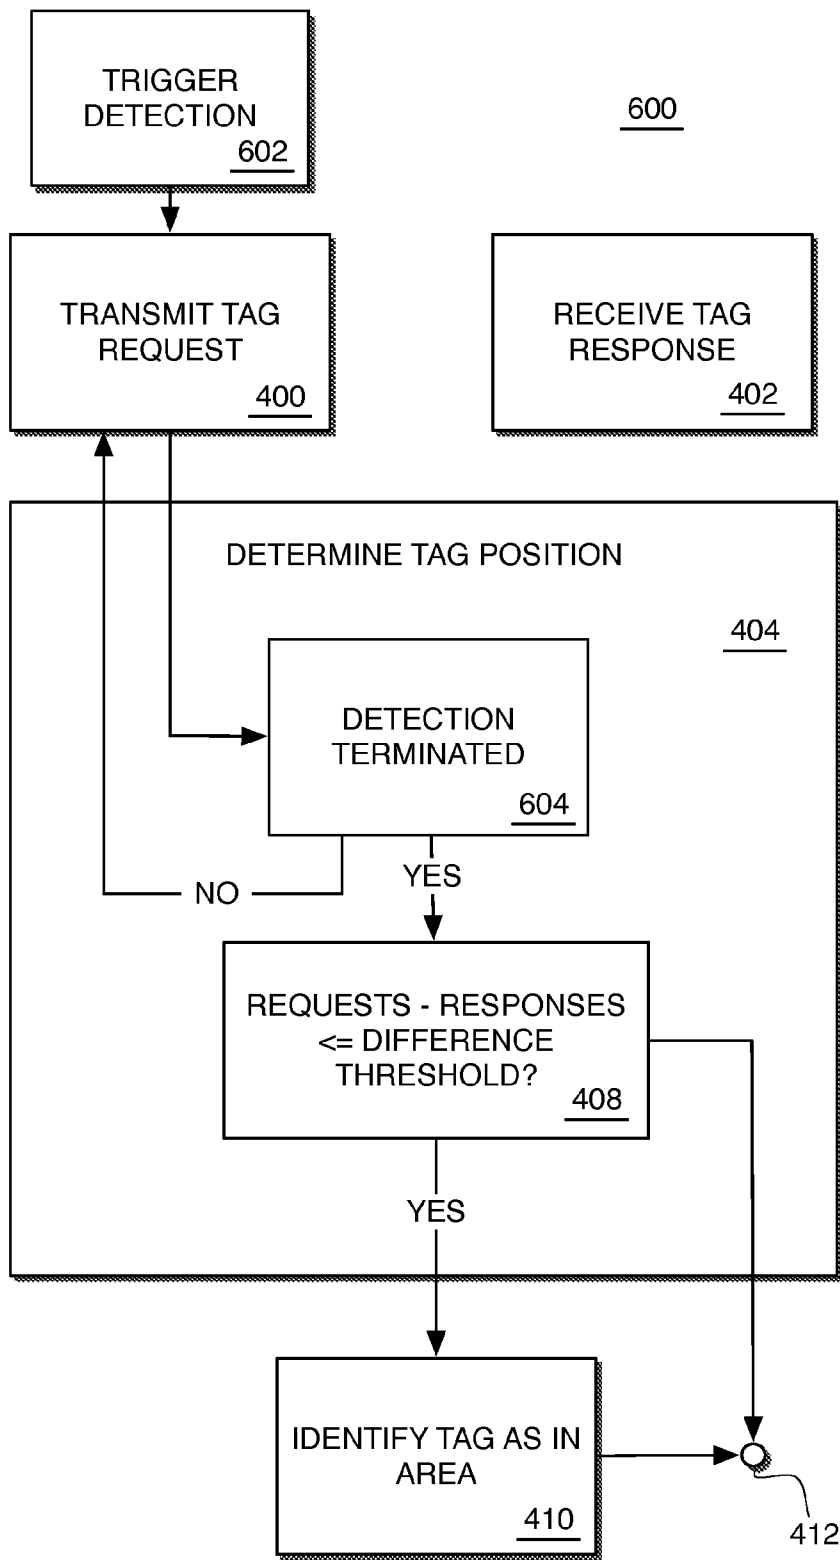 TRIGGER
DETECTION
602
600
TRANSMIT TAG
REQUEST
400
RECEIVE TAG
RESPONSE
402
DETERMINE TAG POSITION
404
DETECTION
TERMINATED
604
NO
YES
REQUESTS - RESPONSES
<= DIFFERENCE
THRESHOLD?
408
YES
IDENTIFY TAG AS IN
AREA
410
412